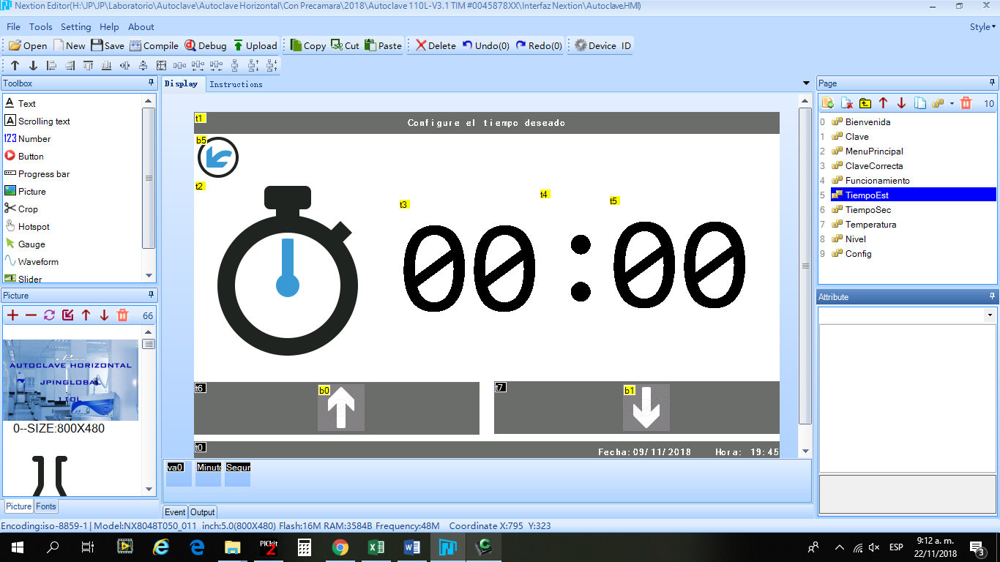 Nextion Editor(H:\JP\JP\Laboratorio\Autoclave\Autoclave Horizontal\Con Precamara\2018\Autoclave 110L-V3.1 TIM #0045878XX\Interfaz Nextion\Autoclave.HMI)
File Tools Setting Help About Style
Open New Save Compile Debug Upload Copy Cut Paste Delete Undo(0) Redo(0) Device ID
Toolbox
Text
Scrolling text
123 Number
Button
Progress bar
Picture
Crop
Hotspot
Gauge
Waveform
Slider
Picture
66
AUTOCLAVE HORIZONTAL
JPINGLOBAL
110L
0--SIZE:800X480
Picture Fonts
Display Instructions
t1 Configure el tiempo deseado
b5
t2
t3 t4 t5
00:00
t6 b0 t7 b1
t0 Fecha:09/11/2018 Hora: 19:45
va0 Minuto Segun
Event Output
Page
10
0 Bienvenida
1 Clave
2 MenuPrincipal
3 ClaveCorrecta
4 Funcionamiento
5 TiempoEst
6 TiempoSec
7 Temperatura
8 Nivel
9 Config
Attribute
Encoding:iso-8859-1| Model:NX8048T050_011 inch:5.0(800X480) Flash:16M RAM:3584B Frequency:48M Coordinate X:795 Y:323
PICkit
2
ESP
9:12 a. m.
22/11/2018
3